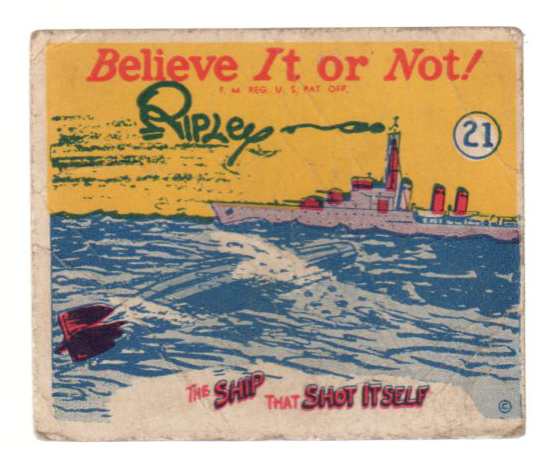 Believe It or Not!
T. M. REG. U. S. PAT. OFF.
RIPLEY
21
THE SHIP THAT SHOT ITSELF
©